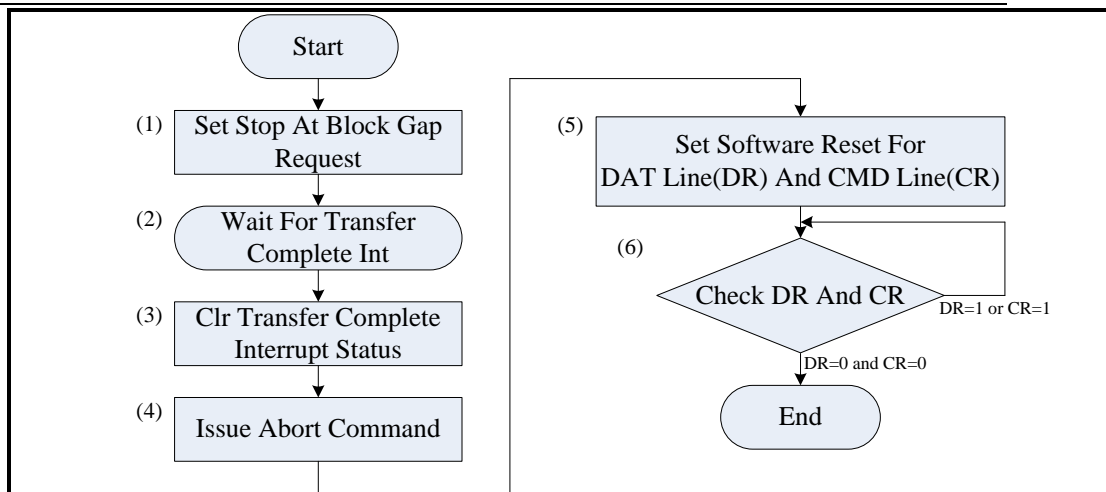 Start
(1)
Set Stop At Block Gap
Request
(2)
Wait For Transfer
Complete Int
(3)
Clr Transfer Complete
Interrupt Status
(4)
Issue Abort Command
(5)
Set Software Reset For
DAT Line(DR) And CMD Line(CR)
(6)
Check DR And CR
DR=1 or CR=1
DR=0 and CR=0
End